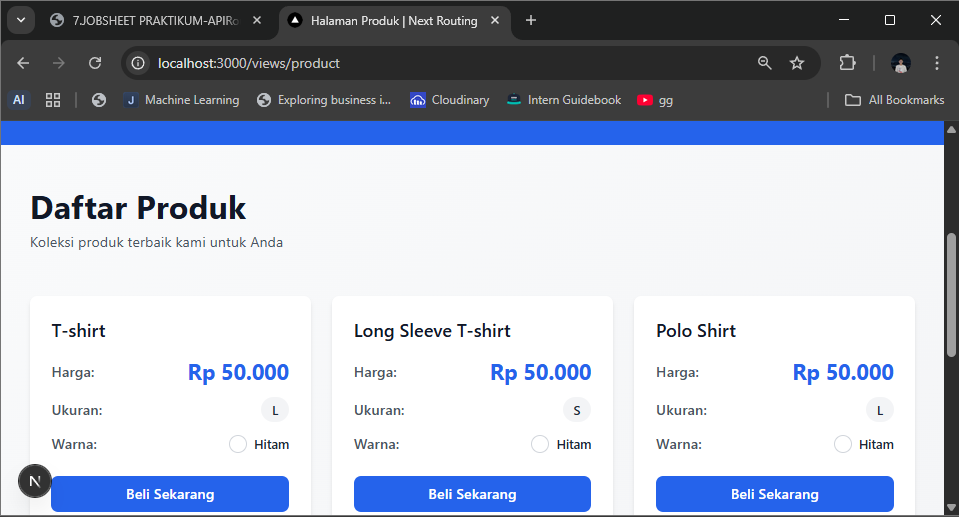 7.JOBSHEET PRAKTIKUM-APIRo
Halaman Produk | Next Routing
localhost:3000/views/product
AI
J Machine Learning
Exploring business i...
Cloudinary
Intern Guidebook
gg
All Bookmarks
Daftar Produk
Koleksi produk terbaik kami untuk Anda
T-shirt
Harga: Rp 50.000
Ukuran: L
Warna: Hitam
Beli Sekarang
Long Sleeve T-shirt
Harga: Rp 50.000
Ukuran: S
Warna: Hitam
Beli Sekarang
Polo Shirt
Harga: Rp 50.000
Ukuran: L
Warna: Hitam
Beli Sekarang
N